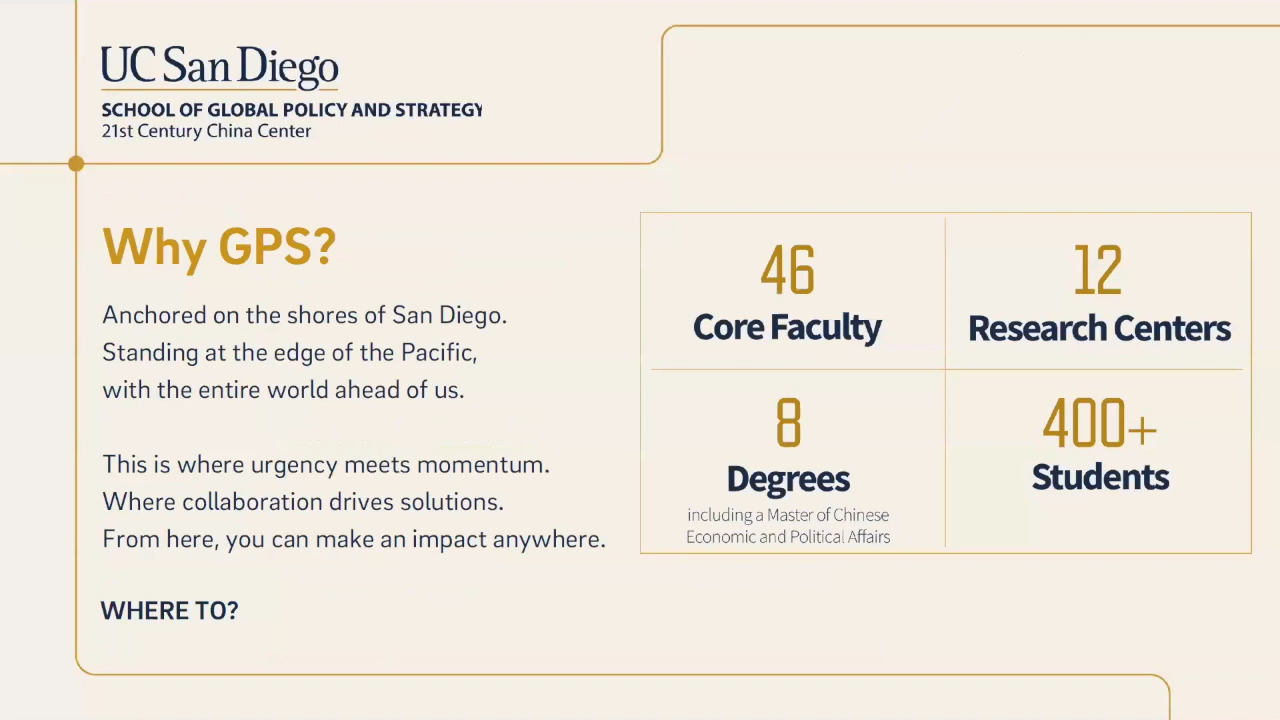 UC San Diego
SCHOOL OF GLOBAL POLICY AND STRATEGY
21st Century China Center
Why GPS?
Anchored on the shores of San Diego.
Standing at the edge of the Pacific,
with the entire world ahead of us.
This is where urgency meets momentum.
Where collaboration drives solutions.
From here, you can make an impact anywhere.
WHERE TO?
46
Core Faculty
12
Research Centers
8
Degrees
including a Master of Chinese
Economic and Political Affairs
400+
Students